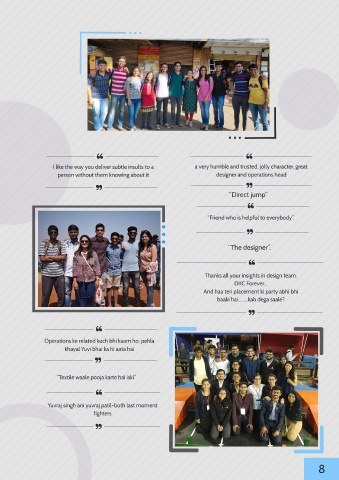 I like the way you deliver subtle insults to a
person without them knowing about it
a very humble and trusted, jolly character, great
designer and operations head
"Direct jump"
"Friend who is helpful to everybody".
"The designer".
Thanks all your insights in design team.
DRC Forever...
And haa teri placement ki party abhi bhi
baaki hai.......kab dega saale?
Operations ke related kuch bhi kaam ho, pehla
khayal Yuvi bhai ka hi aata hai
"Textile waale pooja karte hai iski"
Yuvraj singh ani yuvraj patil-both last moment
fighters
8